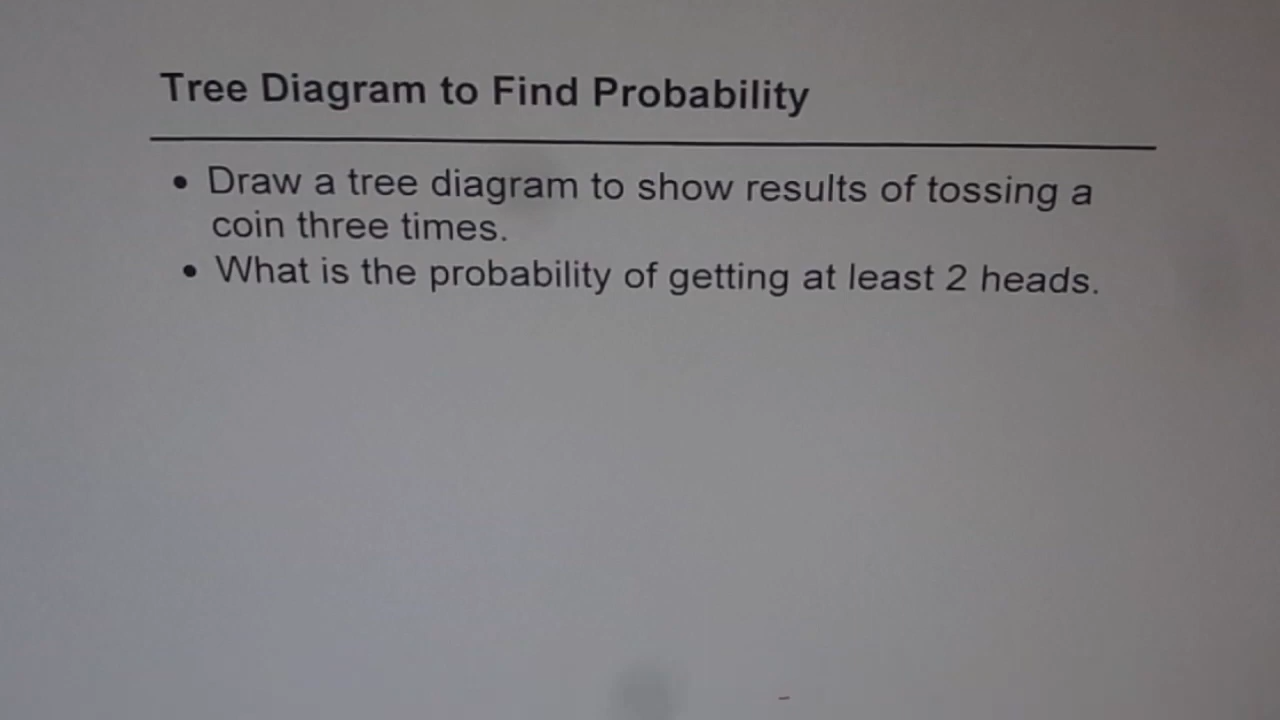 Tree Diagram to Find Probability
• Draw a tree diagram to show results of tossing a
coin three times.
• What is the probability of getting at least 2 heads.